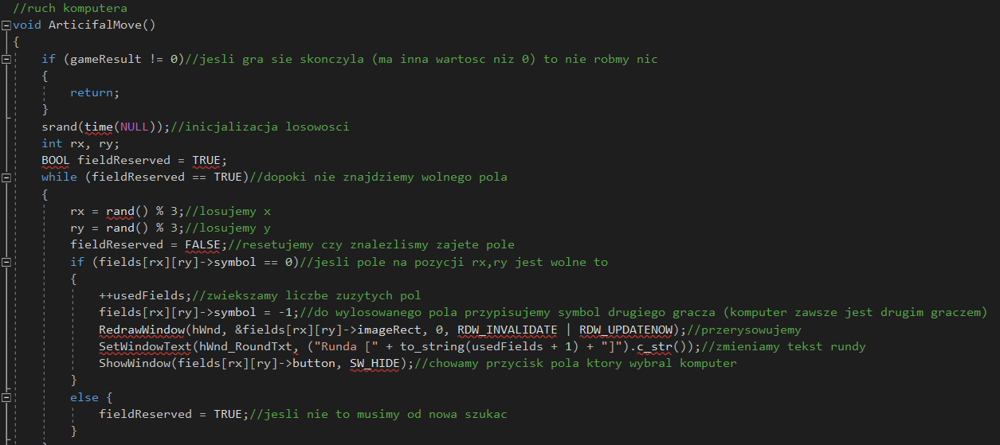 //ruch komputera
void ArticifalMove()
{
    if (gameResult != 0)//jesli gra sie skonczyla (ma inna wartosc niz 0) to nie robmy nic
    {
        return;
    }
    srand(time(NULL));//inicjalizacja losowosci
    int rx, ry;
    BOOL fieldReserved = TRUE;
    while (fieldReserved == TRUE)//dopoki nie znajdziemy wolnego pola
    {
        rx = rand() % 3;//losujemy x
        ry = rand() % 3;//losujemy y
        fieldReserved = FALSE;//resetujemy czy znalezlismy zajete pole
        if (fields[rx][ry]->symbol == 0)//jesli pole na pozycji rx,ry jest wolne to
        {
            ++usedFields;//zwiekszamy liczbe zuzytych pol
            fields[rx][ry]->symbol = -1;//do wylosowanego pola przypisujemy symbol drugiego gracza (komputer zawsze jest drugim graczem)
            RedrawWindow(hWnd, &fields[rx][ry]->imageRect, 0, RDW_INVALIDATE | RDW_UPDATENOW);//przerysowujemy
            SetWindowText(hWnd_RoundTxt, ("Runda [" + to_string(usedFields + 1) + "]").c_str());//zmieniamy tekst rundy
            ShowWindow(fields[rx][ry]->button, SW_HIDE);//chowamy przycisk pola ktory wybral komputer
        }
        else {
            fieldReserved = TRUE;//jesli nie to musimy od nowa szukac
        }